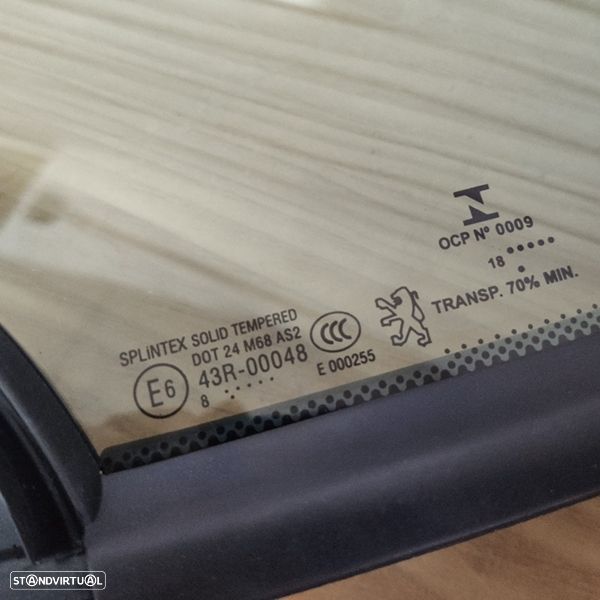 OCP Nº 0009
18 •••••
•
TRANSP. 70% MIN.
SPLiNTEX SOLID TEMPERED
DOT 24 M68 AS2
E6
43R-00048
8 •••••
CCC
E 000255
STANDVIRTUAL